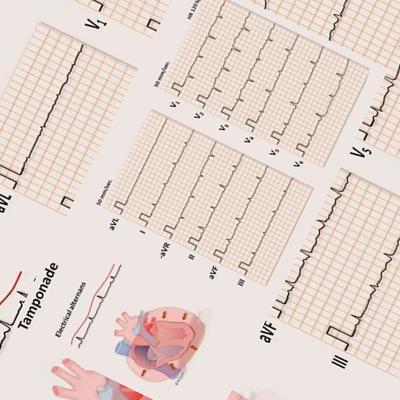 V1
HR 120/
50 mm/sec
V1
V2
V3
V4
V5
V6
V5
aVL
50 mm/sec
aVL
I
-aVR
II
aVF
III
aVF
III
Tamponade
Electrical alternans